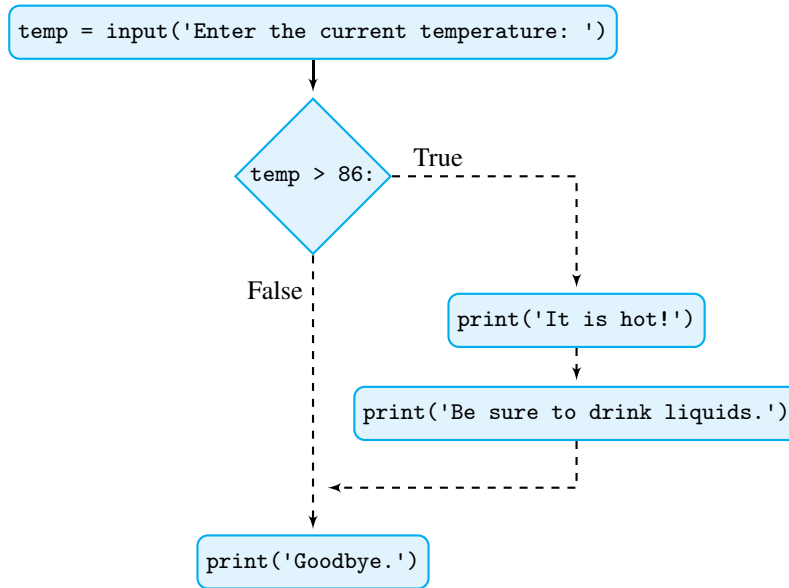 temp = input('Enter the current temperature: ')
True
temp > 86:
False
print('It is hot!')
print('Be sure to drink liquids.')
print('Goodbye.')